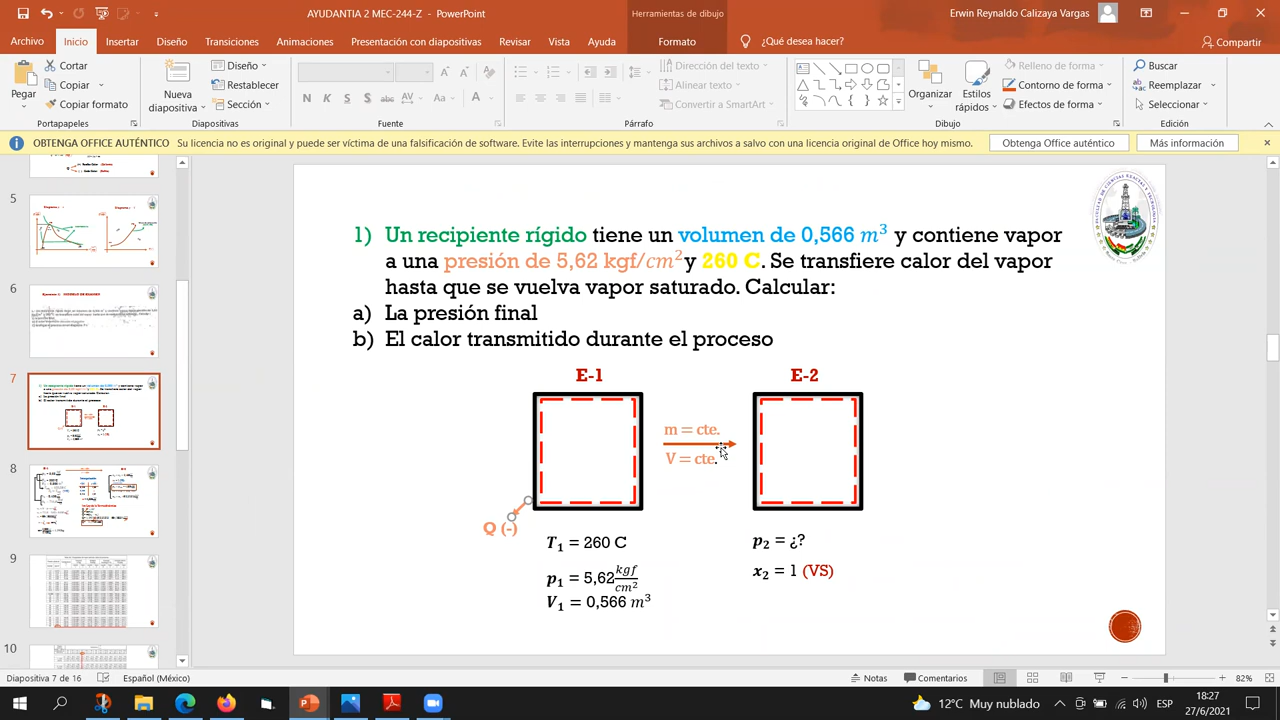 AYUDANTIA 2 MEC-244-Z - PowerPoint
Herramientas de dibujo
Erwin Reynaldo Calizaya Vargas
Archivo
Inicio
Insertar
Diseño
Transiciones
Animaciones
Presentación con diapositivas
Revisar
Vista
Ayuda
Formato
¿Qué desea hacer?
Compartir
Pegar
Cortar
Copiar
Copiar formato
Portapapeles
Nueva diapositiva
Diseño
Restablecer
Sección
Diapositivas
N K S S abc AV Aa A
Fuente
Dirección del texto
Alinear texto
Convertir a SmartArt
Párrafo
Organizar
Estilos rápidos
Relleno de forma
Contorno de forma
Efectos de forma
Dibujo
Buscar
Reemplazar
Seleccionar
Edición
OBTENGA OFFICE AUTÉNTICO Su licencia no es original y puede ser víctima de una falsificación de software. Evite las interrupciones y mantenga sus archivos a salvo con una licencia original de Office hoy mismo.
Obtenga Office auténtico
Más información
5
6
7
8
9
10
1) Un recipiente rígido tiene un volumen de 0,566 m³ y contiene vapor
a una presión de 5,62 kgf/cm² y 260 C. Se transfiere calor del vapor
hasta que se vuelva vapor saturado. Calcular:
a) La presión final
b) El calor transmitido durante el proceso
E-1
E-2
m = cte.
V = cte.
Q (-)
T₁ = 260 C
p₁ = 5,62 kgf/cm²
V₁ = 0,566 m³
p₂ = ¿?
x₂ = 1 (VS)
Diapositiva 7 de 16
Español (México)
Notas
Comentarios
82%
12°C Muy nublado
ESP
18:27
27/6/2021